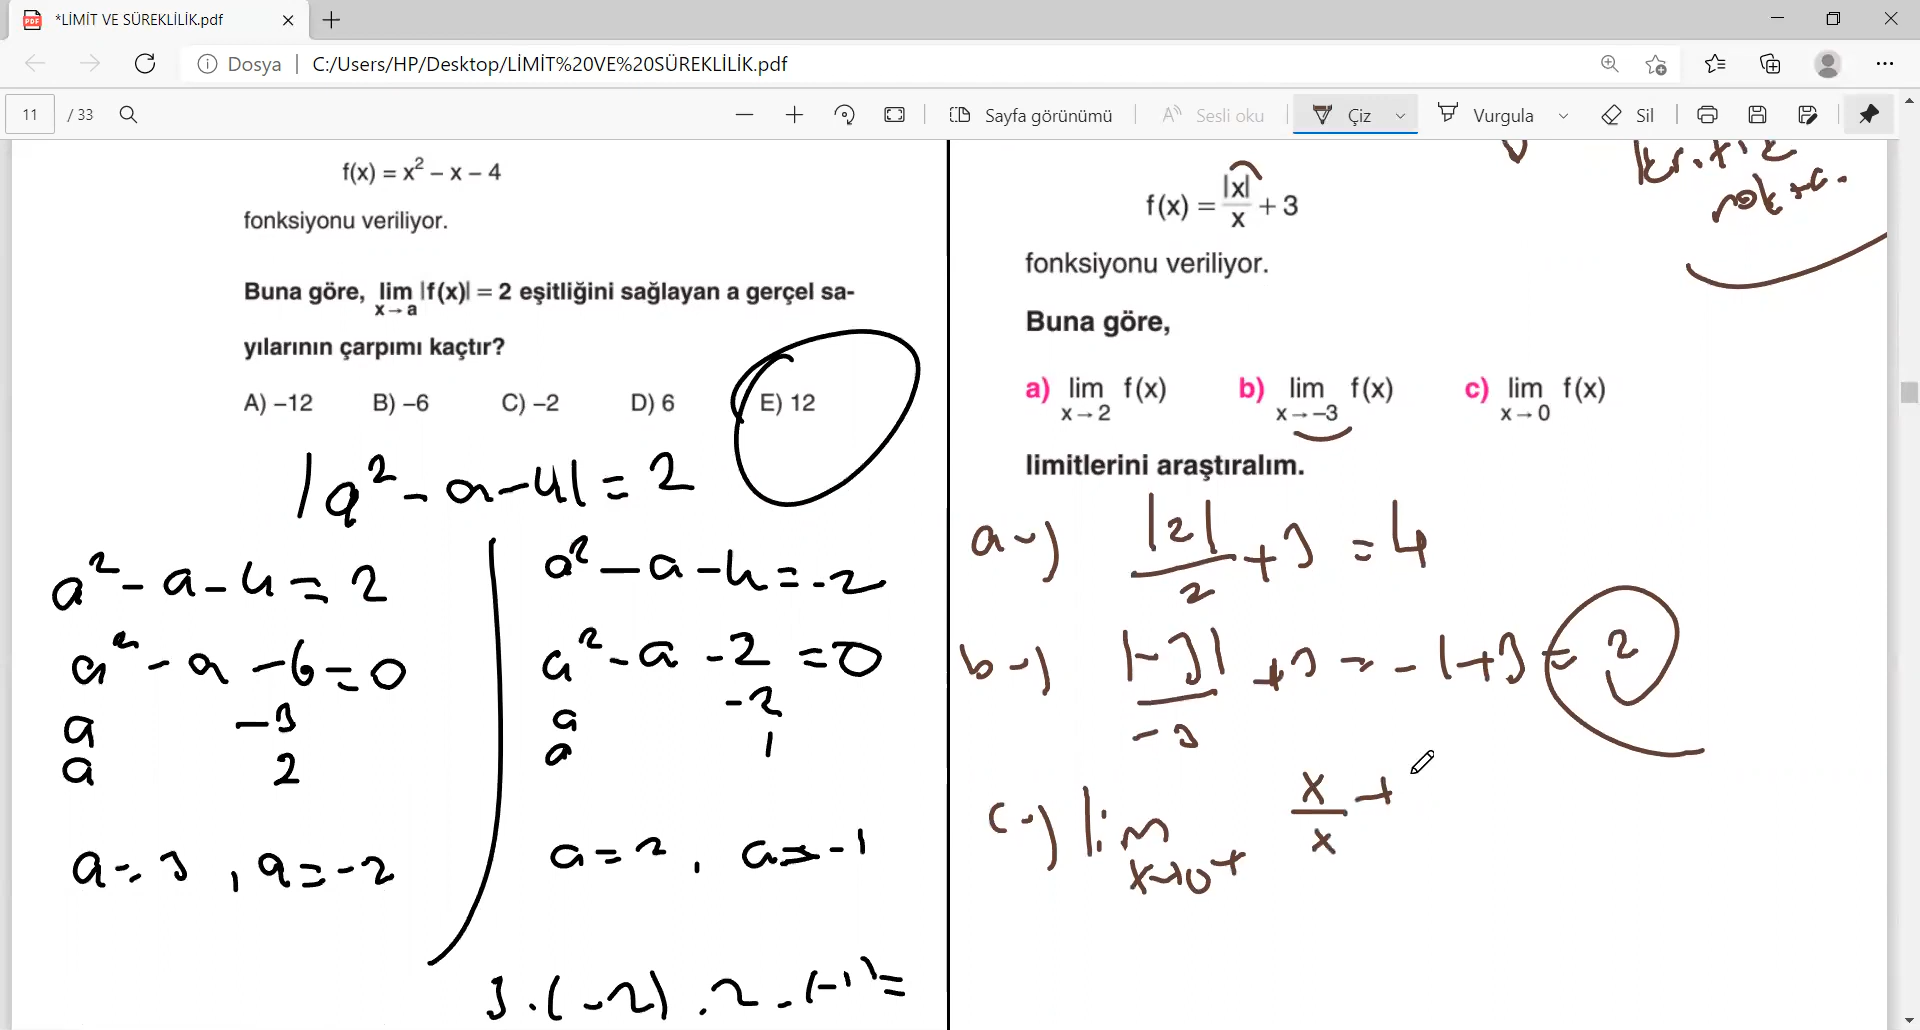 *LİMİT VE SÜREKLİLİK.pdf
Dosya | C:/Users/HP/Desktop/LİMİT%20VE%20SÜREKLİLİK.pdf
11 / 33 Sayfa görünümü Sesli oku Çiz Vurgula Sil
f(x) = x² − x − 4
fonksiyonu veriliyor.
Buna göre, lim |f(x)| = 2 eşitliğini sağlayan a gerçel sa-
x→a
yılarının çarpımı kaçtır?
A) −12 B) −6 C) −2 D) 6 E) 12
|a² - a - 4| = 2
a² - a - 4 = 2
a² - a - 6 = 0
a -3
a 2
a = 3 , a = -2
a² - a - 4 = -2
a² - a - 2 = 0
a -2
a 1
a = 2 , a = -1
3 . (-2) . 2 . (-1) =
f(x) = |x|/x + 3
fonksiyonu veriliyor.
Buna göre,
a) lim f(x) b) lim f(x) c) lim f(x)
x→2 x→−3 x→0
limitlerini araştıralım.
a-) |2|/2 + 3 = 4
b-) |-3|/-3 + 3 = -1+3 = 2
c-) lim x/x +
x→0+